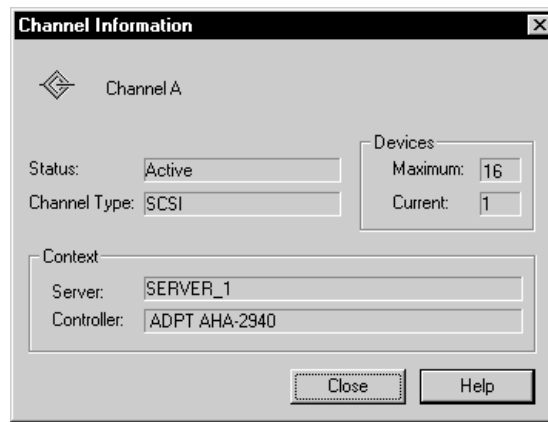 Channel Information
Channel A
Devices
Status: Active
Maximum: 16
Channel Type: SCSI
Current: 1
Context
Server: SERVER_1
Controller: ADPT AHA-2940
Close Help